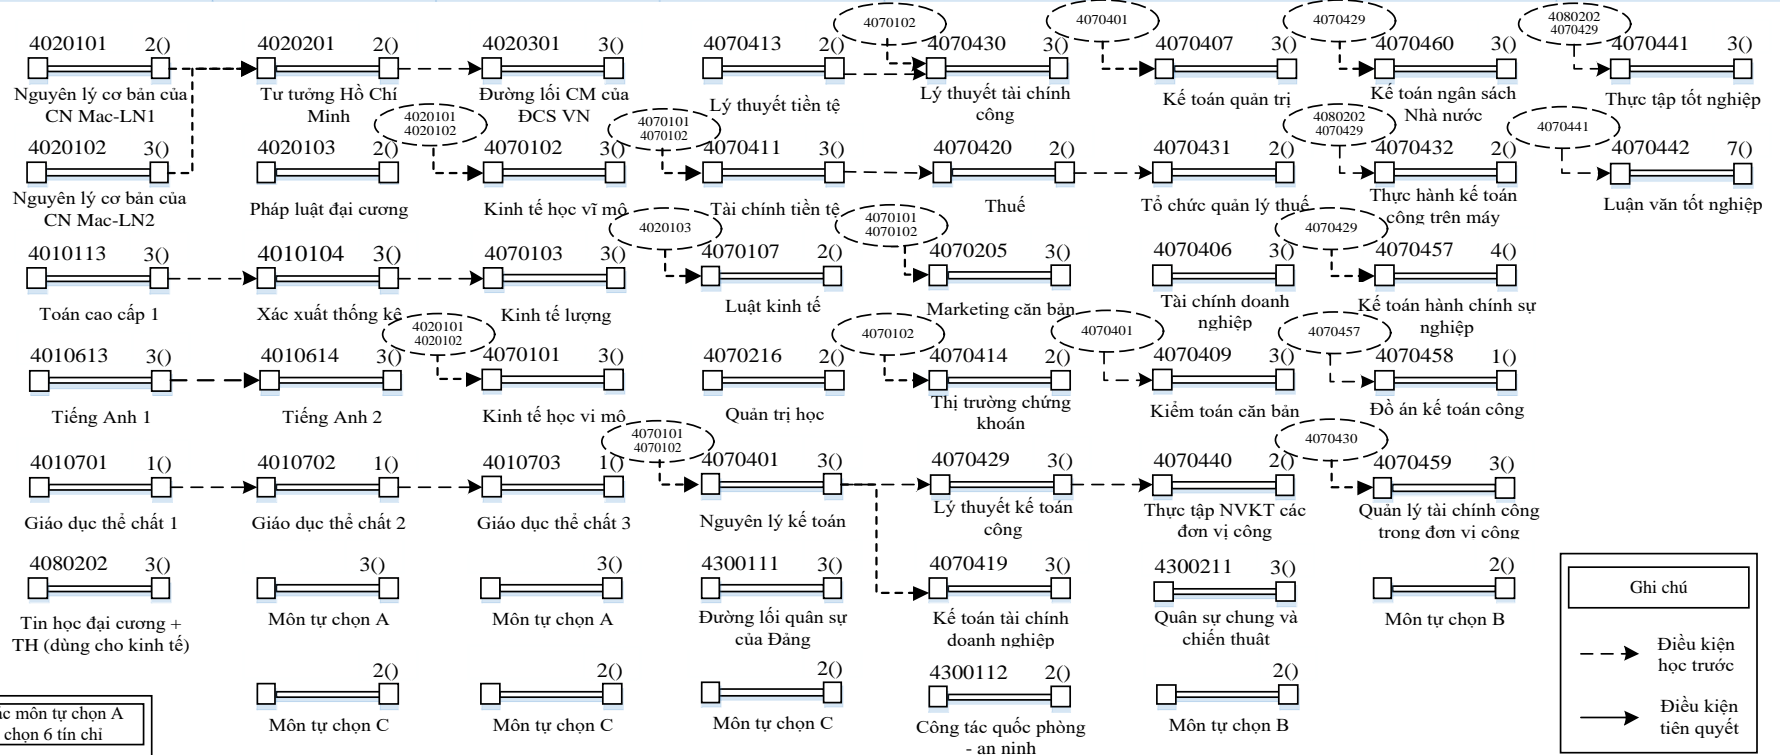 4070102
4070401
4070429
4080202
4070429
4020101 2()
Nguyên lý cơ bản của
CN Mac-LN1
4020201 2()
Tư tưởng Hồ Chí
Minh
4020301 3()
Đường lối CM của
ĐCS VN
4070413 2()
Lý thuyết tiền tệ
4070430 3()
Lý thuyết tài chính
công
4070407 3()
Kế toán quản trị
4070460 3()
Kế toán ngân sách
Nhà nước
4070441 3()
Thực tập tốt nghiệp
4020101
4020102
4070101
4070102
4080202
4070429
4070441
4020102 3()
Nguyên lý cơ bản của
CN Mac-LN2
4020103 2()
Pháp luật đại cương
4070102 3()
Kinh tế học vĩ mô
4070411 3()
Tài chính tiền tệ
4070420 2()
Thuế
4070431 2()
Tổ chức quản lý thuế
4070432 2()
Thực hành kế toán
công trên máy
4070442 7()
Luận văn tốt nghiệp
4020103
4070101
4070102
4070429
4010113 3()
Toán cao cấp 1
4010104 3()
Xác xuất thống kê
4070103 3()
Kinh tế lượng
4070107 2()
Luật kinh tế
4070205 3()
Marketing căn bản
4070406 3()
Tài chính doanh
nghiệp
4070457 4()
Kế toán hành chính sự
nghiệp
4020101
4020102
4070102
4070401
4070457
4010613 3()
Tiếng Anh 1
4010614 3()
Tiếng Anh 2
4070101 3()
Kinh tế học vi mô
4070216 2()
Quản trị học
4070414 2()
Thị trường chứng
khoán
4070409 3()
Kiểm toán căn bản
4070458 1()
Đồ án kế toán công
4070101
4070102
4070430
4010701 1()
Giáo dục thể chất 1
4010702 1()
Giáo dục thể chất 2
4010703 1()
Giáo dục thể chất 3
4070401 3()
Nguyên lý kế toán
4070429 3()
Lý thuyết kế toán
công
4070440 2()
Thực tập NVKT các
đơn vị công
4070459 3()
Quản lý tài chính công
trong đơn vị công
4080202 3()
Tin học đại cương +
TH (dùng cho kinh tế)
3()
Môn tự chọn A
3()
Môn tự chọn A
4300111 3()
Đường lối quân sự
của Đảng
4070419 3()
Kế toán tài chính
doanh nghiệp
4300211 3()
Quân sự chung và
chiến thuật
2()
Môn tự chọn B
2()
Môn tự chọn C
2()
Môn tự chọn C
2()
Môn tự chọn C
4300112 2()
Công tác quốc phòng
- an ninh
2()
Môn tự chọn B
môn tự chọn A
chọn 6 tín chỉ
Ghi chú
Điều kiện
học trước
Điều kiện
tiên quyết